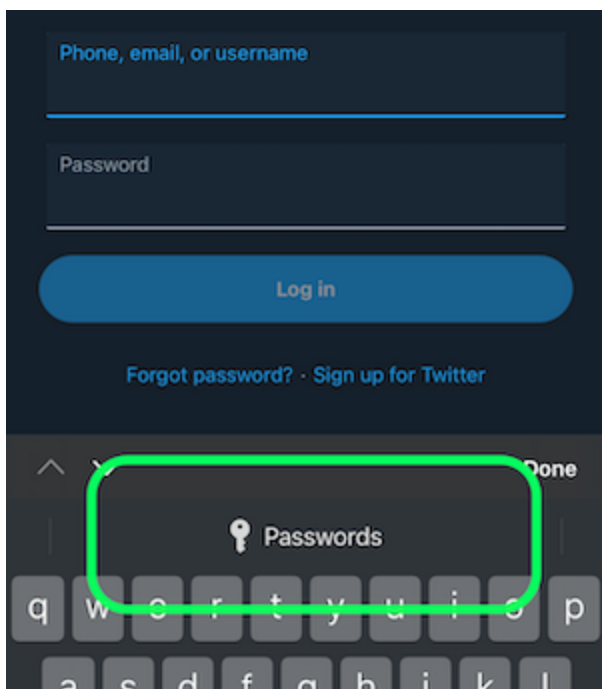 Phone, email, or username
Password
Log in
Forgot password? · Sign up for Twitter
Done
Passwords
q w e r t y u i o p
a s d f g h j k l